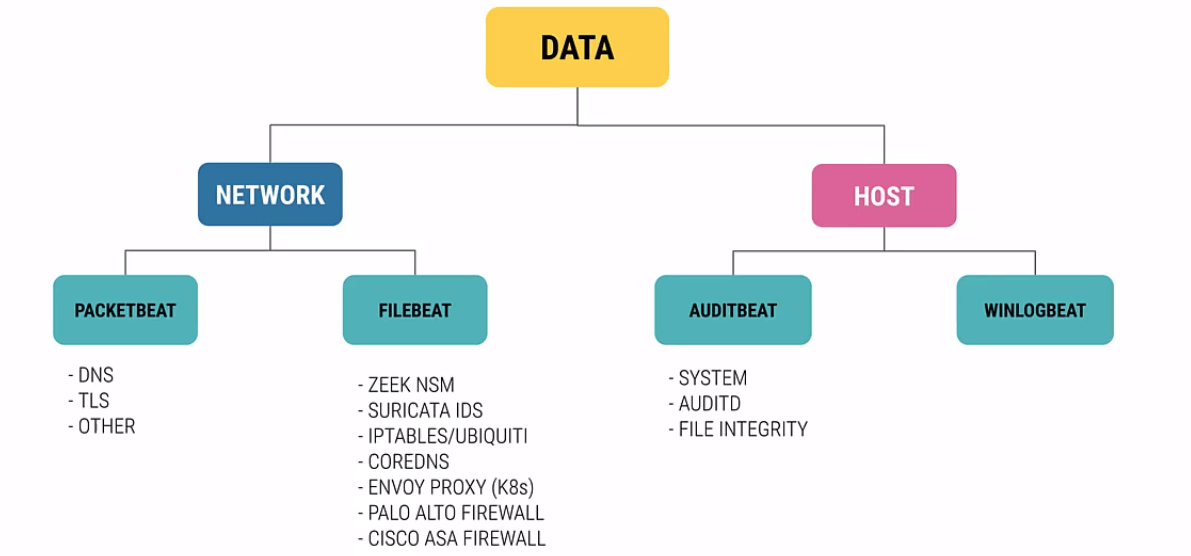 DATA
NETWORK
HOST
PACKETBEAT
FILEBEAT
AUDITBEAT
WINLOGBEAT
- DNS
- TLS
- OTHER
- ZEEK NSM
- SURICATA IDS
- IPTABLES/UBIQUITI
- COREDNS
- ENVOY PROXY (K8s)
- PALO ALTO FIREWALL
- CISCO ASA FIREWALL
- SYSTEM
- AUDITD
- FILE INTEGRITY